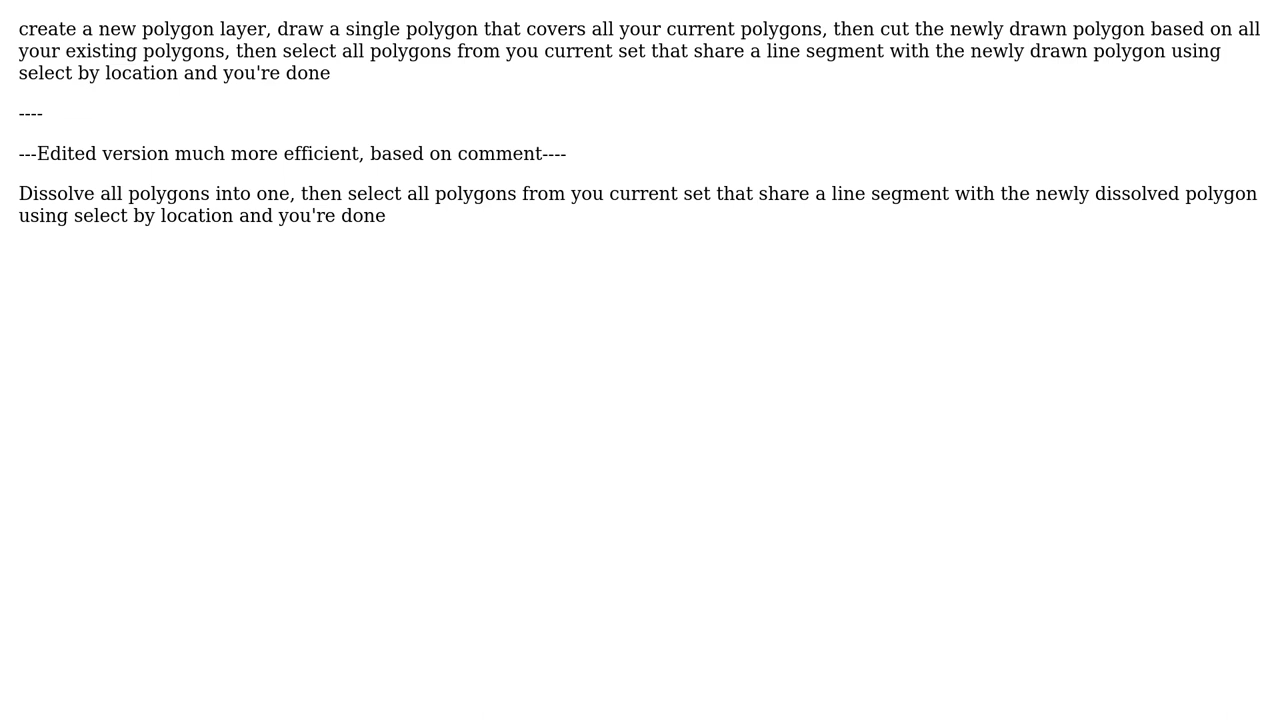 create a new polygon layer, draw a single polygon that covers all your current polygons, then cut the newly drawn polygon based on all
your existing polygons, then select all polygons from you current set that share a line segment with the newly drawn polygon using
select by location and you're done
----
---Edited version much more efficient, based on comment----
Dissolve all polygons into one, then select all polygons from you current set that share a line segment with the newly dissolved polygon
using select by location and you're done